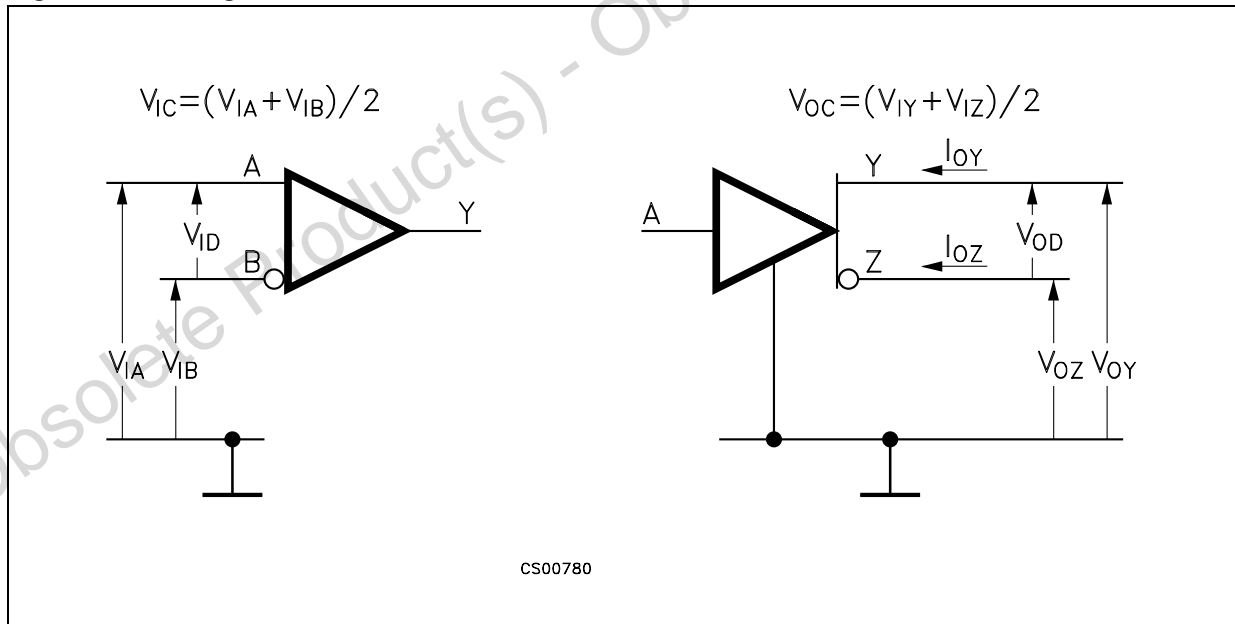 V_IC=(V_IA+V_IB)/2
V_OC=(V_IY+V_IZ)/2
A
B
Y
V_ID
V_IA
V_IB
A
Y
Z
I_OY
I_OZ
V_OD
V_OZ
V_OY
CS00780
Obsolete Product(s) - Ob